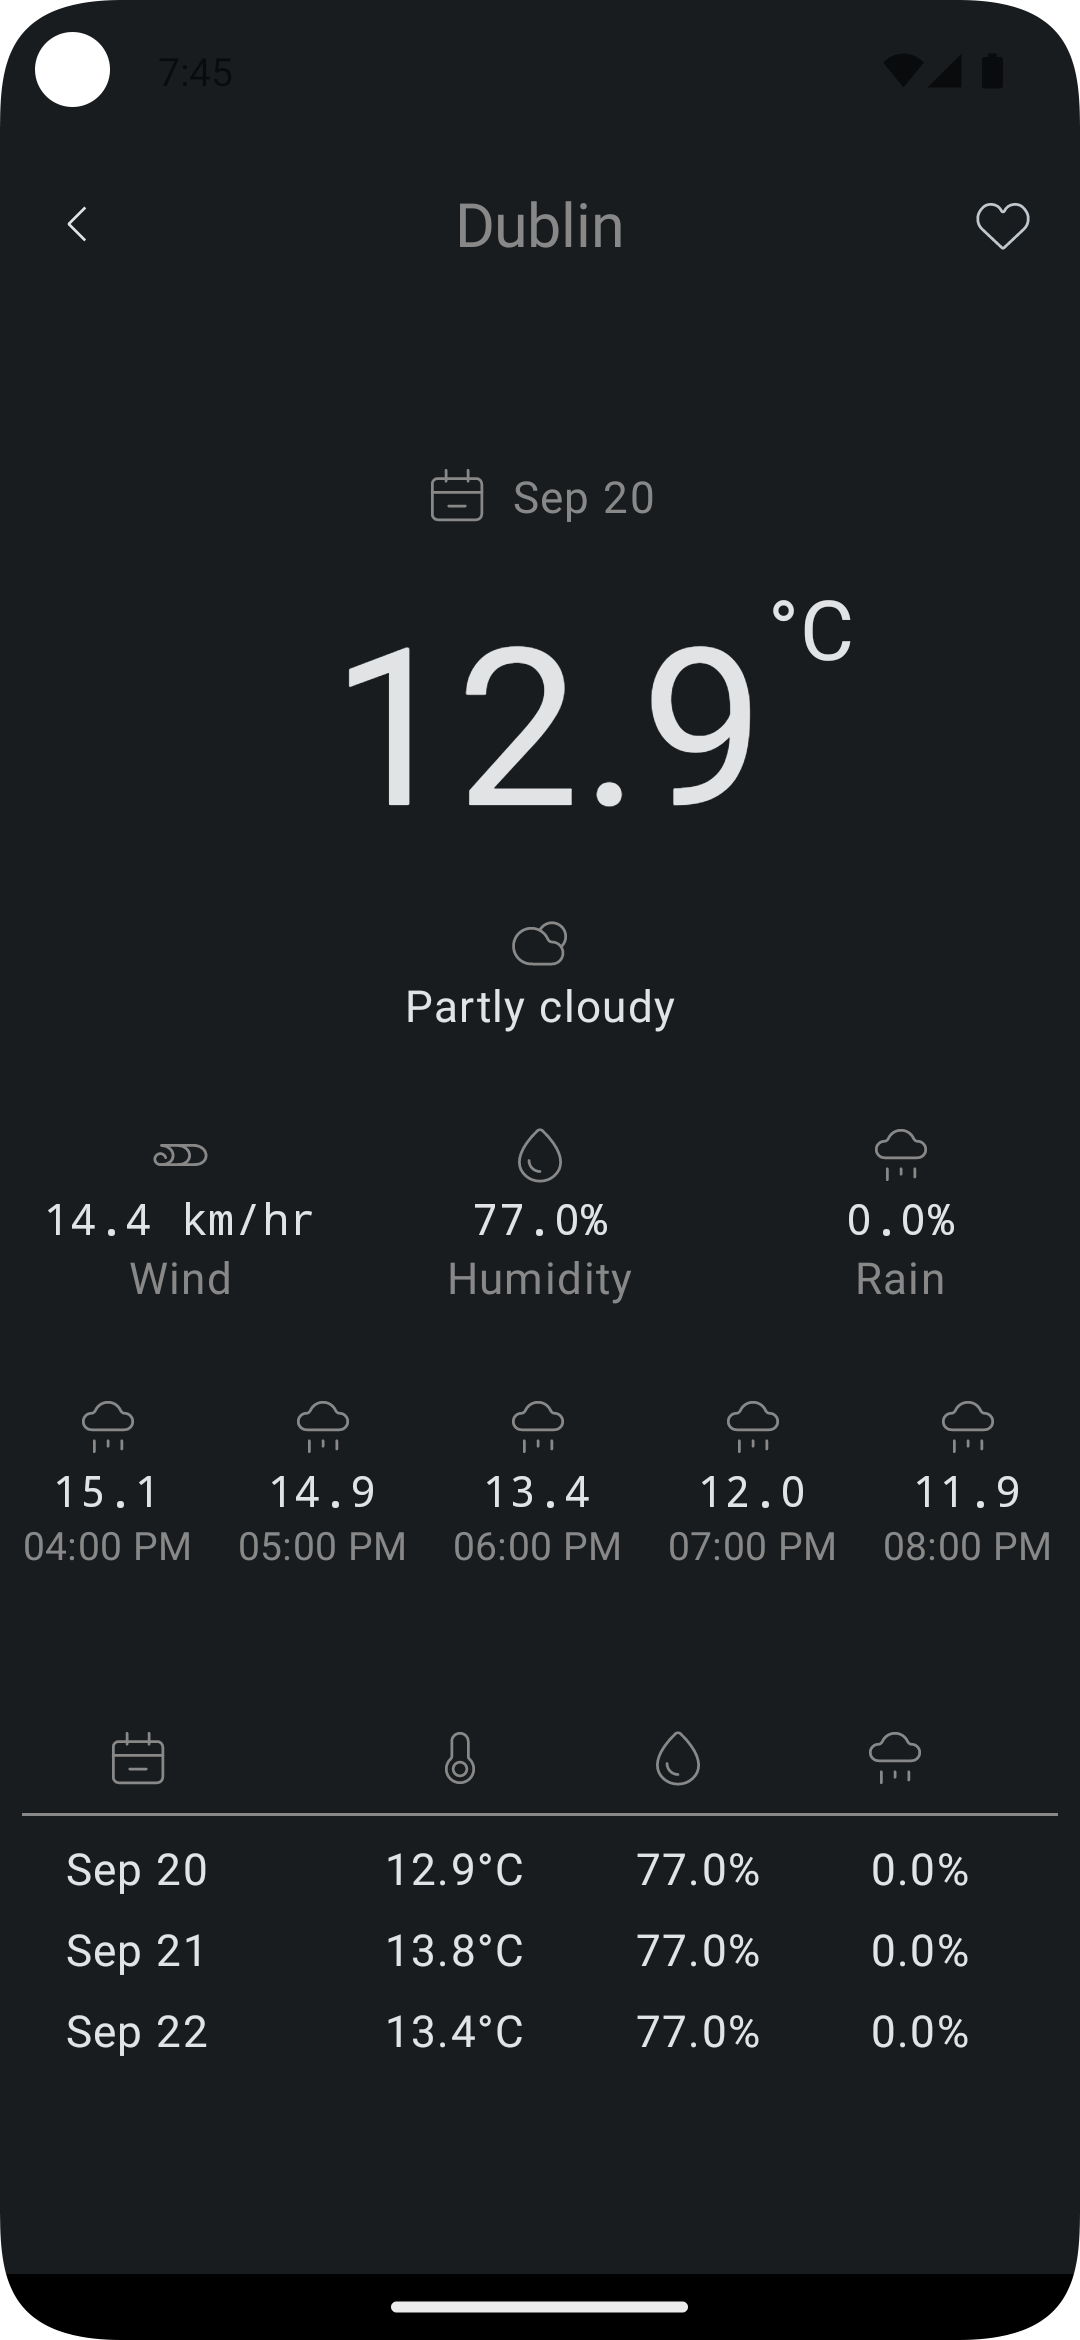 7:45
Dublin
Sep 20
12.9 °C
Partly cloudy
14.4 km/hr 77.0% 0.0%
Wind Humidity Rain
15.1 14.9 13.4 12.0 11.9
04:00 PM 05:00 PM 06:00 PM 07:00 PM 08:00 PM
Sep 20 12.9°C 77.0% 0.0%
Sep 21 13.8°C 77.0% 0.0%
Sep 22 13.4°C 77.0% 0.0%